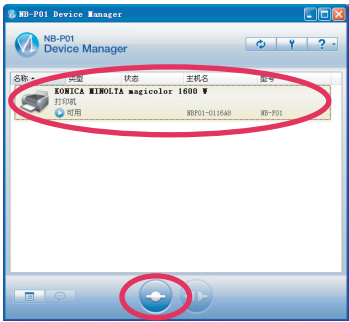 NB-P01 Device Manager
NB-P01
Device Manager
?
名称 类型 状态 主机名 型号
KONICA MINOLTA magicolor 1600 W
打印机
可用 NBP01-0116A8 NB-P01